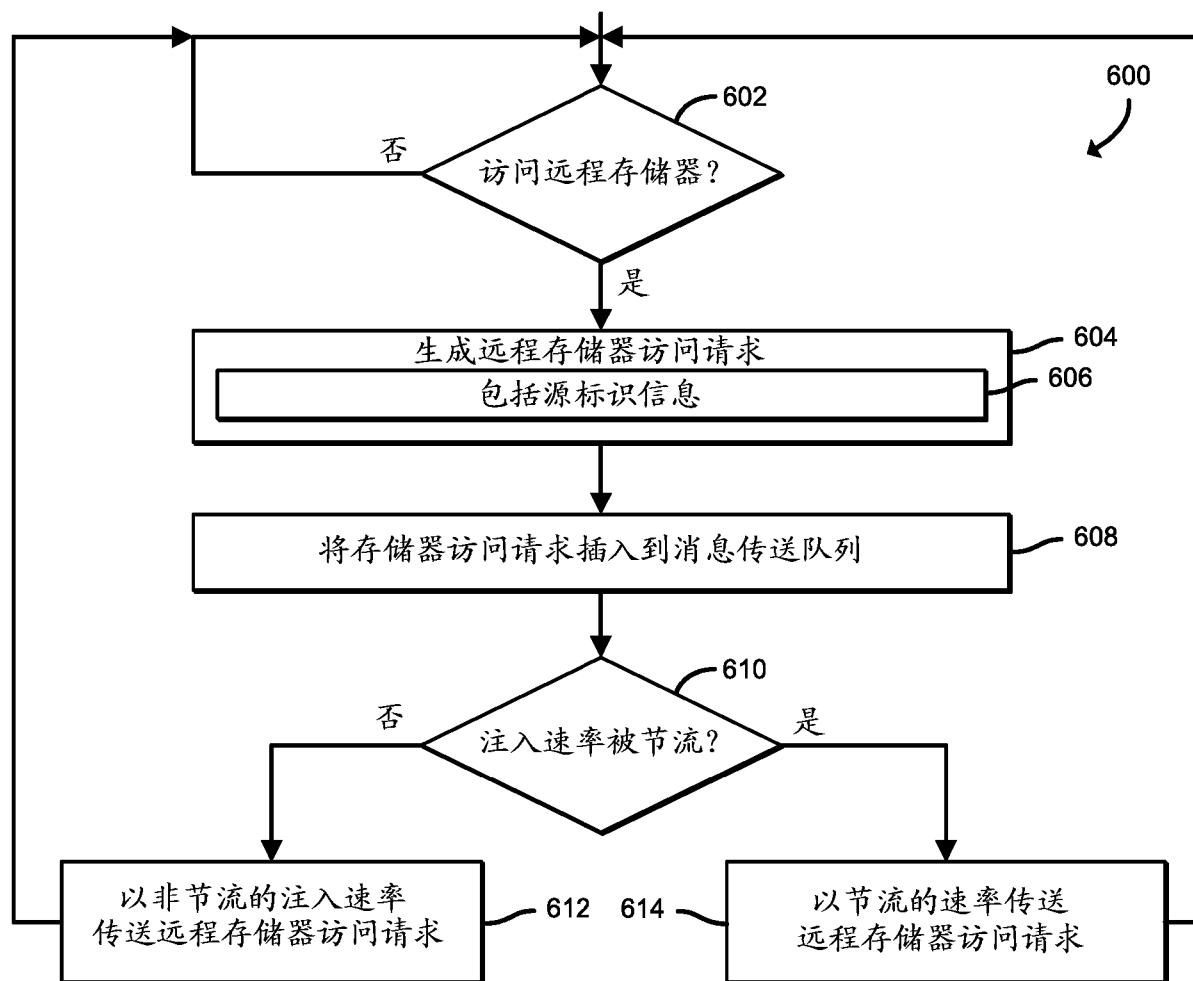 600
602
否
访问远程存储器?
是
生成远程存储器访问请求
604
包括源标识信息
606
将存储器访问请求插入到消息传送队列
608
610
否
注入速率被节流?
是
以非节流的注入速率
传送远程存储器访问请求
612
614
以节流的速率传送
远程存储器访问请求